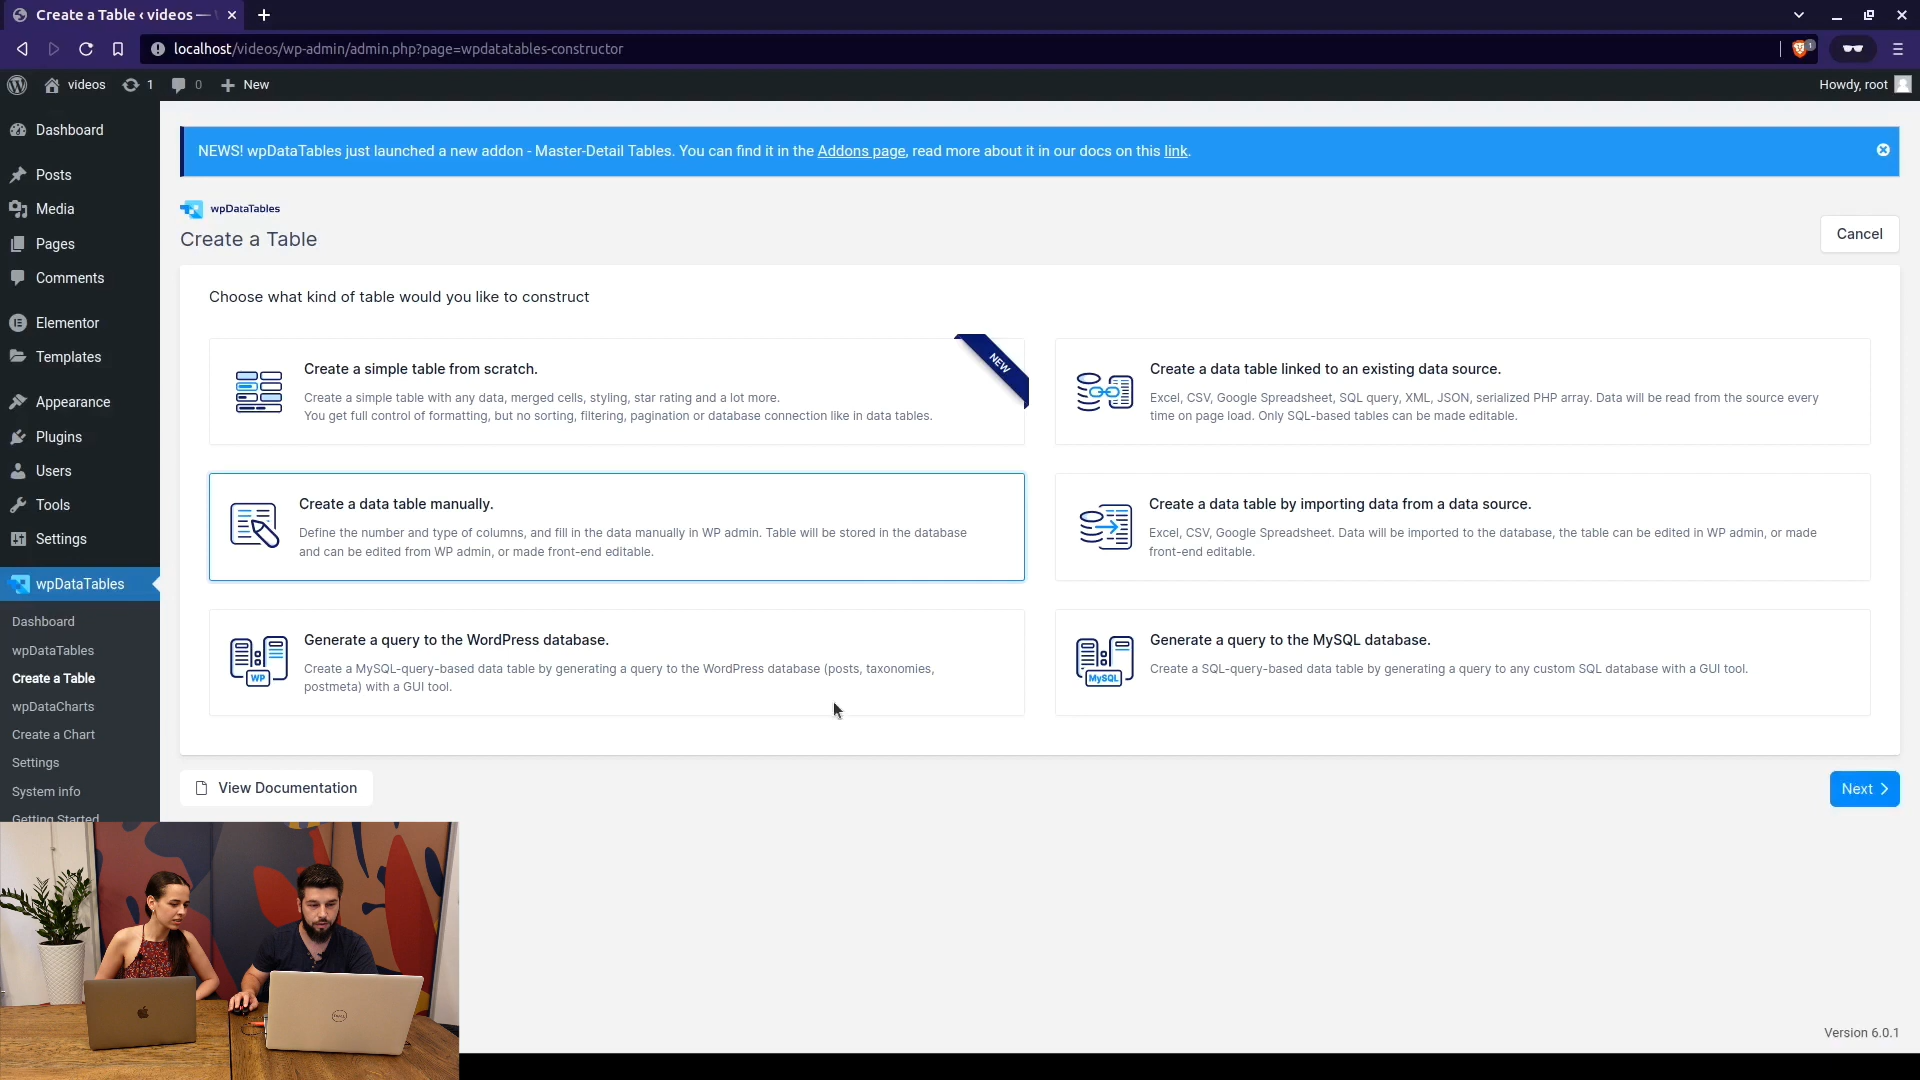 Create a Table ‹ videos —
localhost/videos/wp-admin/admin.php?page=wpdatatables-constructor
1
videos
1
0
New
Howdy, root
Dashboard
Posts
Media
Pages
Comments
Elementor
Templates
Appearance
Plugins
Users
Tools
Settings
wpDataTables
Dashboard
wpDataTables
Create a Table
wpDataCharts
Create a Chart
Settings
System info
Getting Started
NEWS! wpDataTables just launched a new addon - Master-Detail Tables. You can find it in the Addons page, read more about it in our docs on this link.
wpDataTables
Create a Table
Cancel
Choose what kind of table would you like to construct
Create a simple table from scratch.
Create a simple table with any data, merged cells, styling, star rating and a lot more.
You get full control of formatting, but no sorting, filtering, pagination or database connection like in data tables.
NEW
Create a data table linked to an existing data source.
Excel, CSV, Google Spreadsheet, SQL query, XML, JSON, serialized PHP array. Data will be read from the source every
time on page load. Only SQL-based tables can be made editable.
Create a data table manually.
Define the number and type of columns, and fill in the data manually in WP admin. Table will be stored in the database
and can be edited from WP admin, or made front-end editable.
Create a data table by importing data from a data source.
Excel, CSV, Google Spreadsheet. Data will be imported to the database, the table can be edited in WP admin, or made
front-end editable.
WP
Generate a query to the WordPress database.
Create a MySQL-query-based data table by generating a query to the WordPress database (posts, taxonomies,
postmeta) with a GUI tool.
MySQL
Generate a query to the MySQL database.
Create a SQL-query-based data table by generating a query to any custom SQL database with a GUI tool.
View Documentation
Next
Version 6.0.1